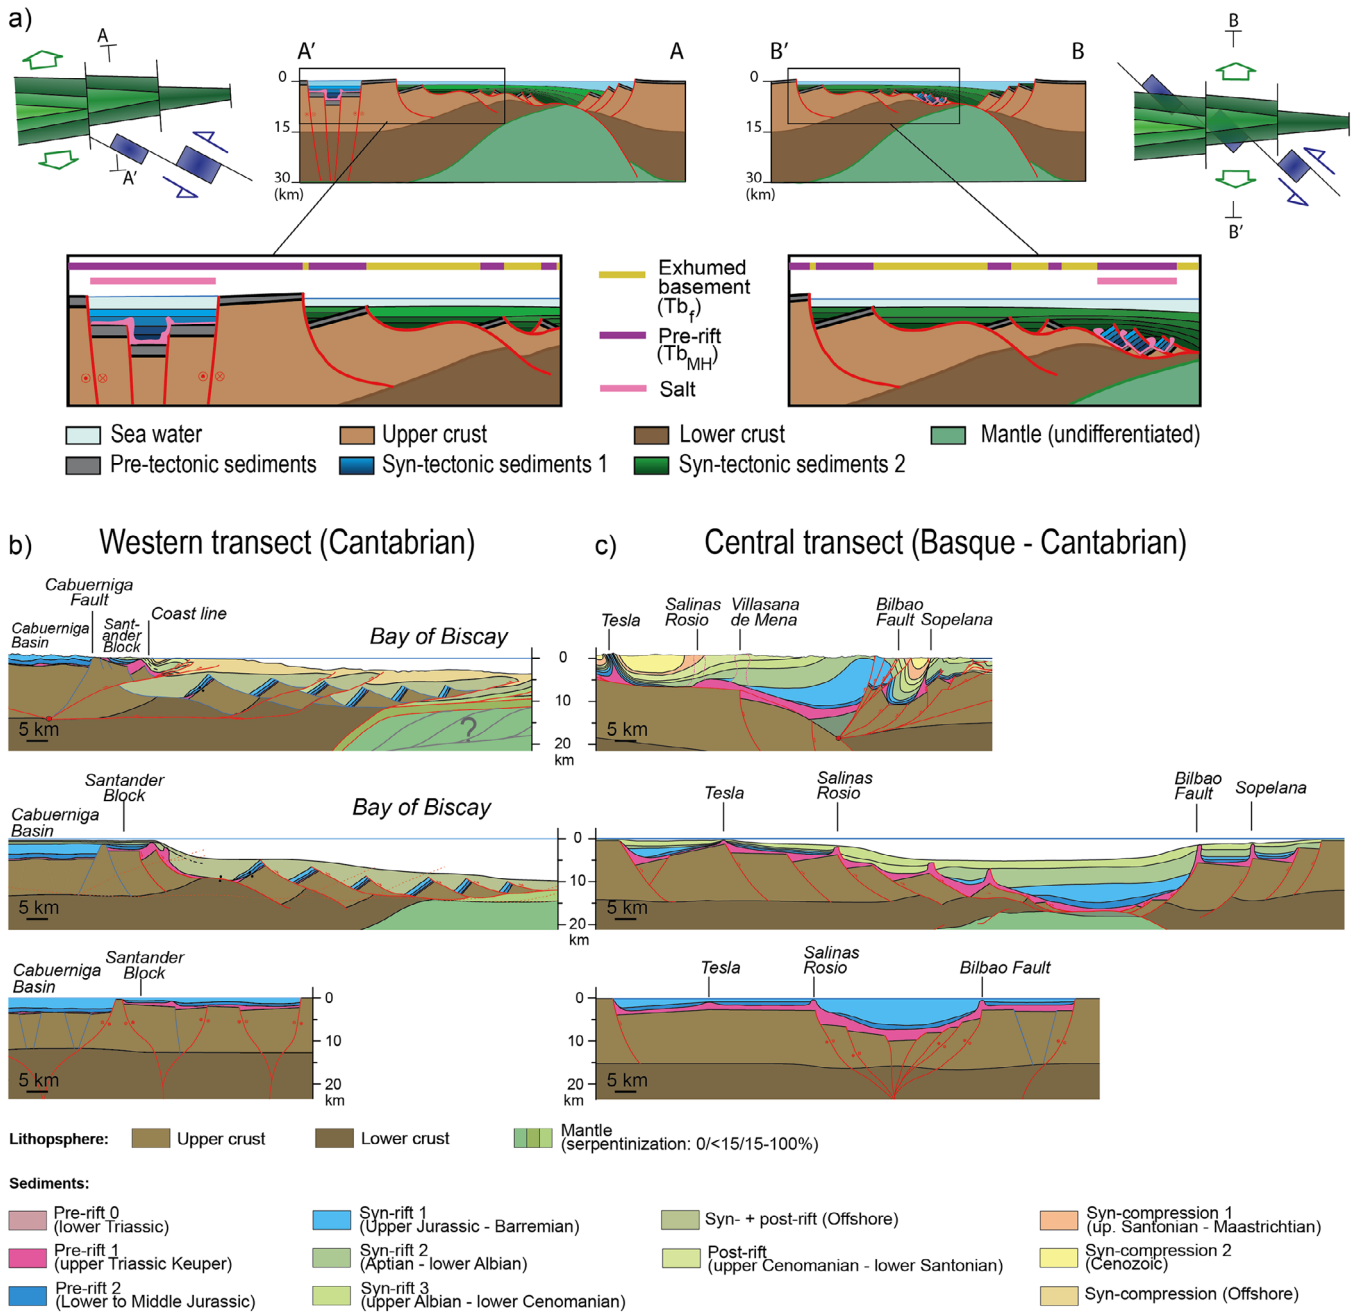 a)
A
A'
A'
A
B'
B
B
B'
0
15
30
(km)
0
15
30
(km)
Exhumed
basement
(Tbf)
Pre-rift
(TbMH)
Salt
Sea water
Upper crust
Lower crust
Mantle (undifferentiated)
Pre-tectonic sediments
Syn-tectonic sediments 1
Syn-tectonic sediments 2
b)
Western transect (Cantabrian)
c)
Central transect (Basque - Cantabrian)
Cabuerniga
Fault
Coast line
Cabuerniga
Basin
Sant-
ander
Block
Bay of Biscay
0
10
20
km
5 km
?
Tesla
Salinas
Rosio
Villasana
de Mena
Bilbao
Fault
Sopelana
5 km
Santander
Block
Cabuerniga
Basin
Bay of Biscay
0
10
20
km
5 km
Tesla
Salinas
Rosio
Bilbao
Fault
Sopelana
5 km
Cabuerniga
Basin
Santander
Block
0
10
20
km
5 km
Tesla
Salinas
Rosio
Bilbao Fault
0
10
20
km
5 km
Lithopsphere:
Upper crust
Lower crust
Mantle
(serpentinization: 0/<15/15-100%)
Sediments:
Pre-rift 0
(lower Triassic)
Pre-rift 1
(upper Triassic Keuper)
Pre-rift 2
(Lower to Middle Jurassic)
Syn-rift 1
(Upper Jurassic - Barremian)
Syn-rift 2
(Aptian - lower Albian)
Syn-rift 3
(upper Albian - lower Cenomanian)
Syn- + post-rift (Offshore)
Post-rift
(upper Cenomanian - lower Santonian)
Syn-compression 1
(up. Santonian - Maastrichtian)
Syn-compression 2
(Cenozoic)
Syn-compression (Offshore)